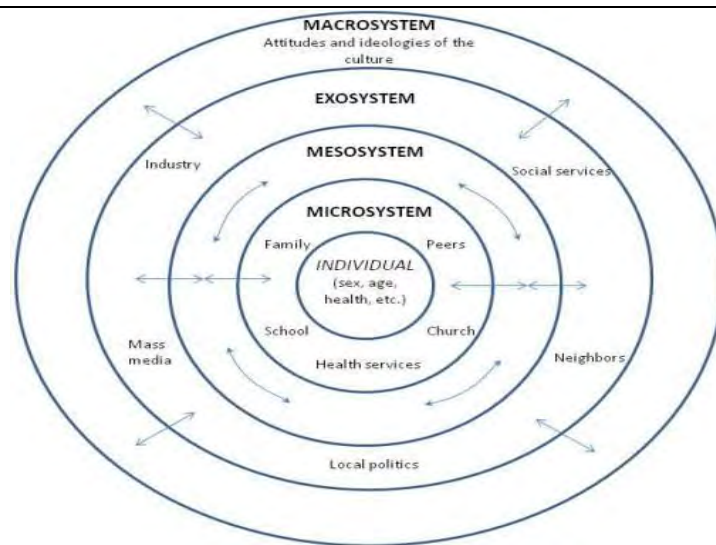 MACROSYSTEM
Attitudes and ideologies of the
culture
EXOSYSTEM
MESOSYSTEM
Industry
Social services
MICROSYSTEM
Family
Peers
INDIVIDUAL
(sex, age,
health, etc.)
School
Church
Mass
media
Health services
Neighbors
Local politics